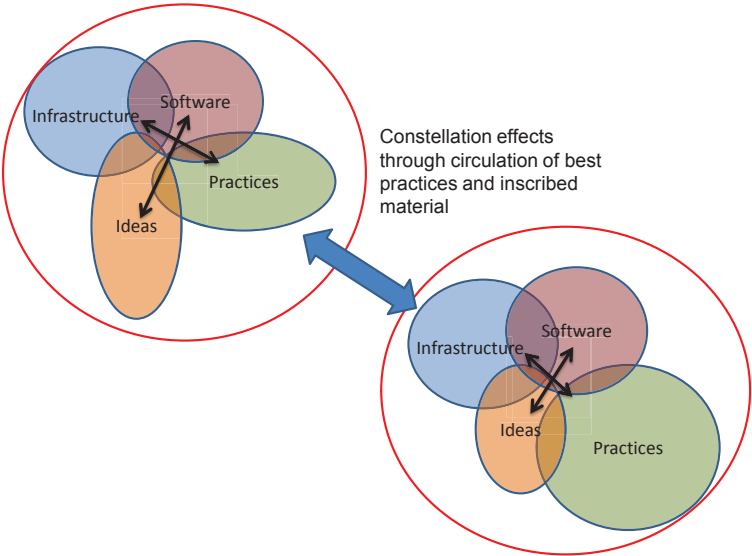 Software
Infrastructure
Practices
Ideas
Constellation effects
through circulation of best
practices and inscribed
material
Software
Infrastructure
Ideas
Practices